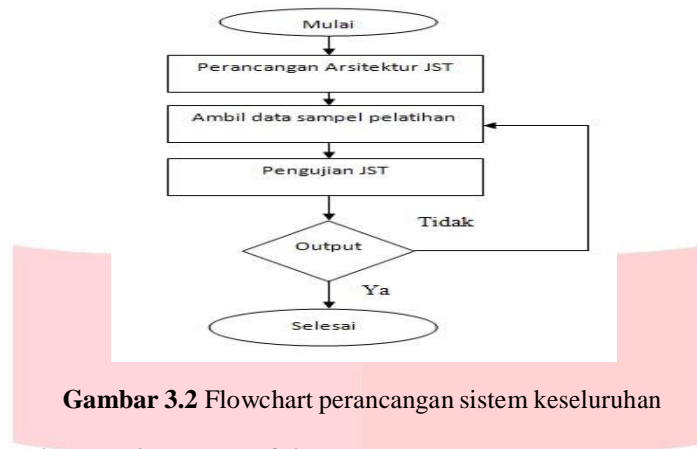 Mulai
Perancangan Arsitektur JST
Ambil data sampel pelatihan
Pengujian JST
Tidak
Output
Ya
Selesai
Gambar 3.2 Flowchart perancangan sistem keseluruhan